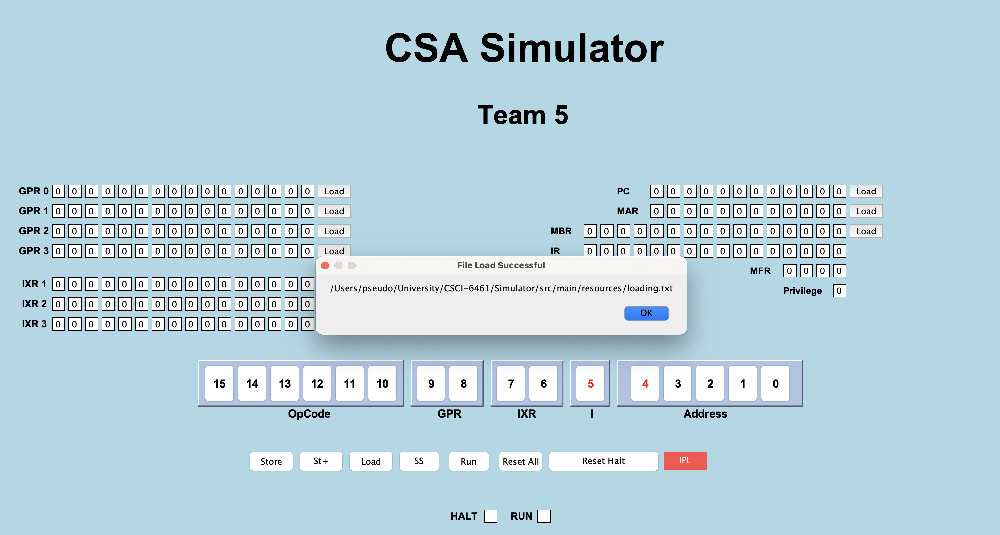 CSA Simulator
Team 5
GPR 0 0 0 0 0 0 0 0 0 0 0 0 0 0 0 0 0 Load
PC 0 0 0 0 0 0 0 0 0 0 0 0 Load
GPR 1 0 0 0 0 0 0 0 0 0 0 0 0 0 0 0 0 Load
MAR 0 0 0 0 0 0 0 0 0 0 0 0 Load
GPR 2 0 0 0 0 0 0 0 0 0 0 0 0 0 0 0 0 Load
MBR 0 0 0 0 0 0 0 0 0 0 0 0 0 0 0 0 Load
GPR 3 0 0 0 0 0 0 0 0 0 0 0 0 0 0 0 0 Load
IR 0 0 0 0 0 0 0 0 0 0 0 0 0 0 0 0
File Load Successful
MFR 0 0 0 0
IXR 1 0 0 0 0 0 0 0 0 0 0 0 0 0 0 0 0
/Users/pseudo/University/CSCI-6461/Simulator/src/main/resources/loading.txt
Privilege 0
IXR 2 0 0 0 0 0 0 0 0 0 0 0 0 0 0 0 0
OK
IXR 3 0 0 0 0 0 0 0 0 0 0 0 0 0 0 0 0
15 14 13 12 11 10 9 8 7 6 5 4 3 2 1 0
OpCode GPR IXR I Address
Store St+ Load SS Run Reset All Reset Halt IPL
HALT RUN